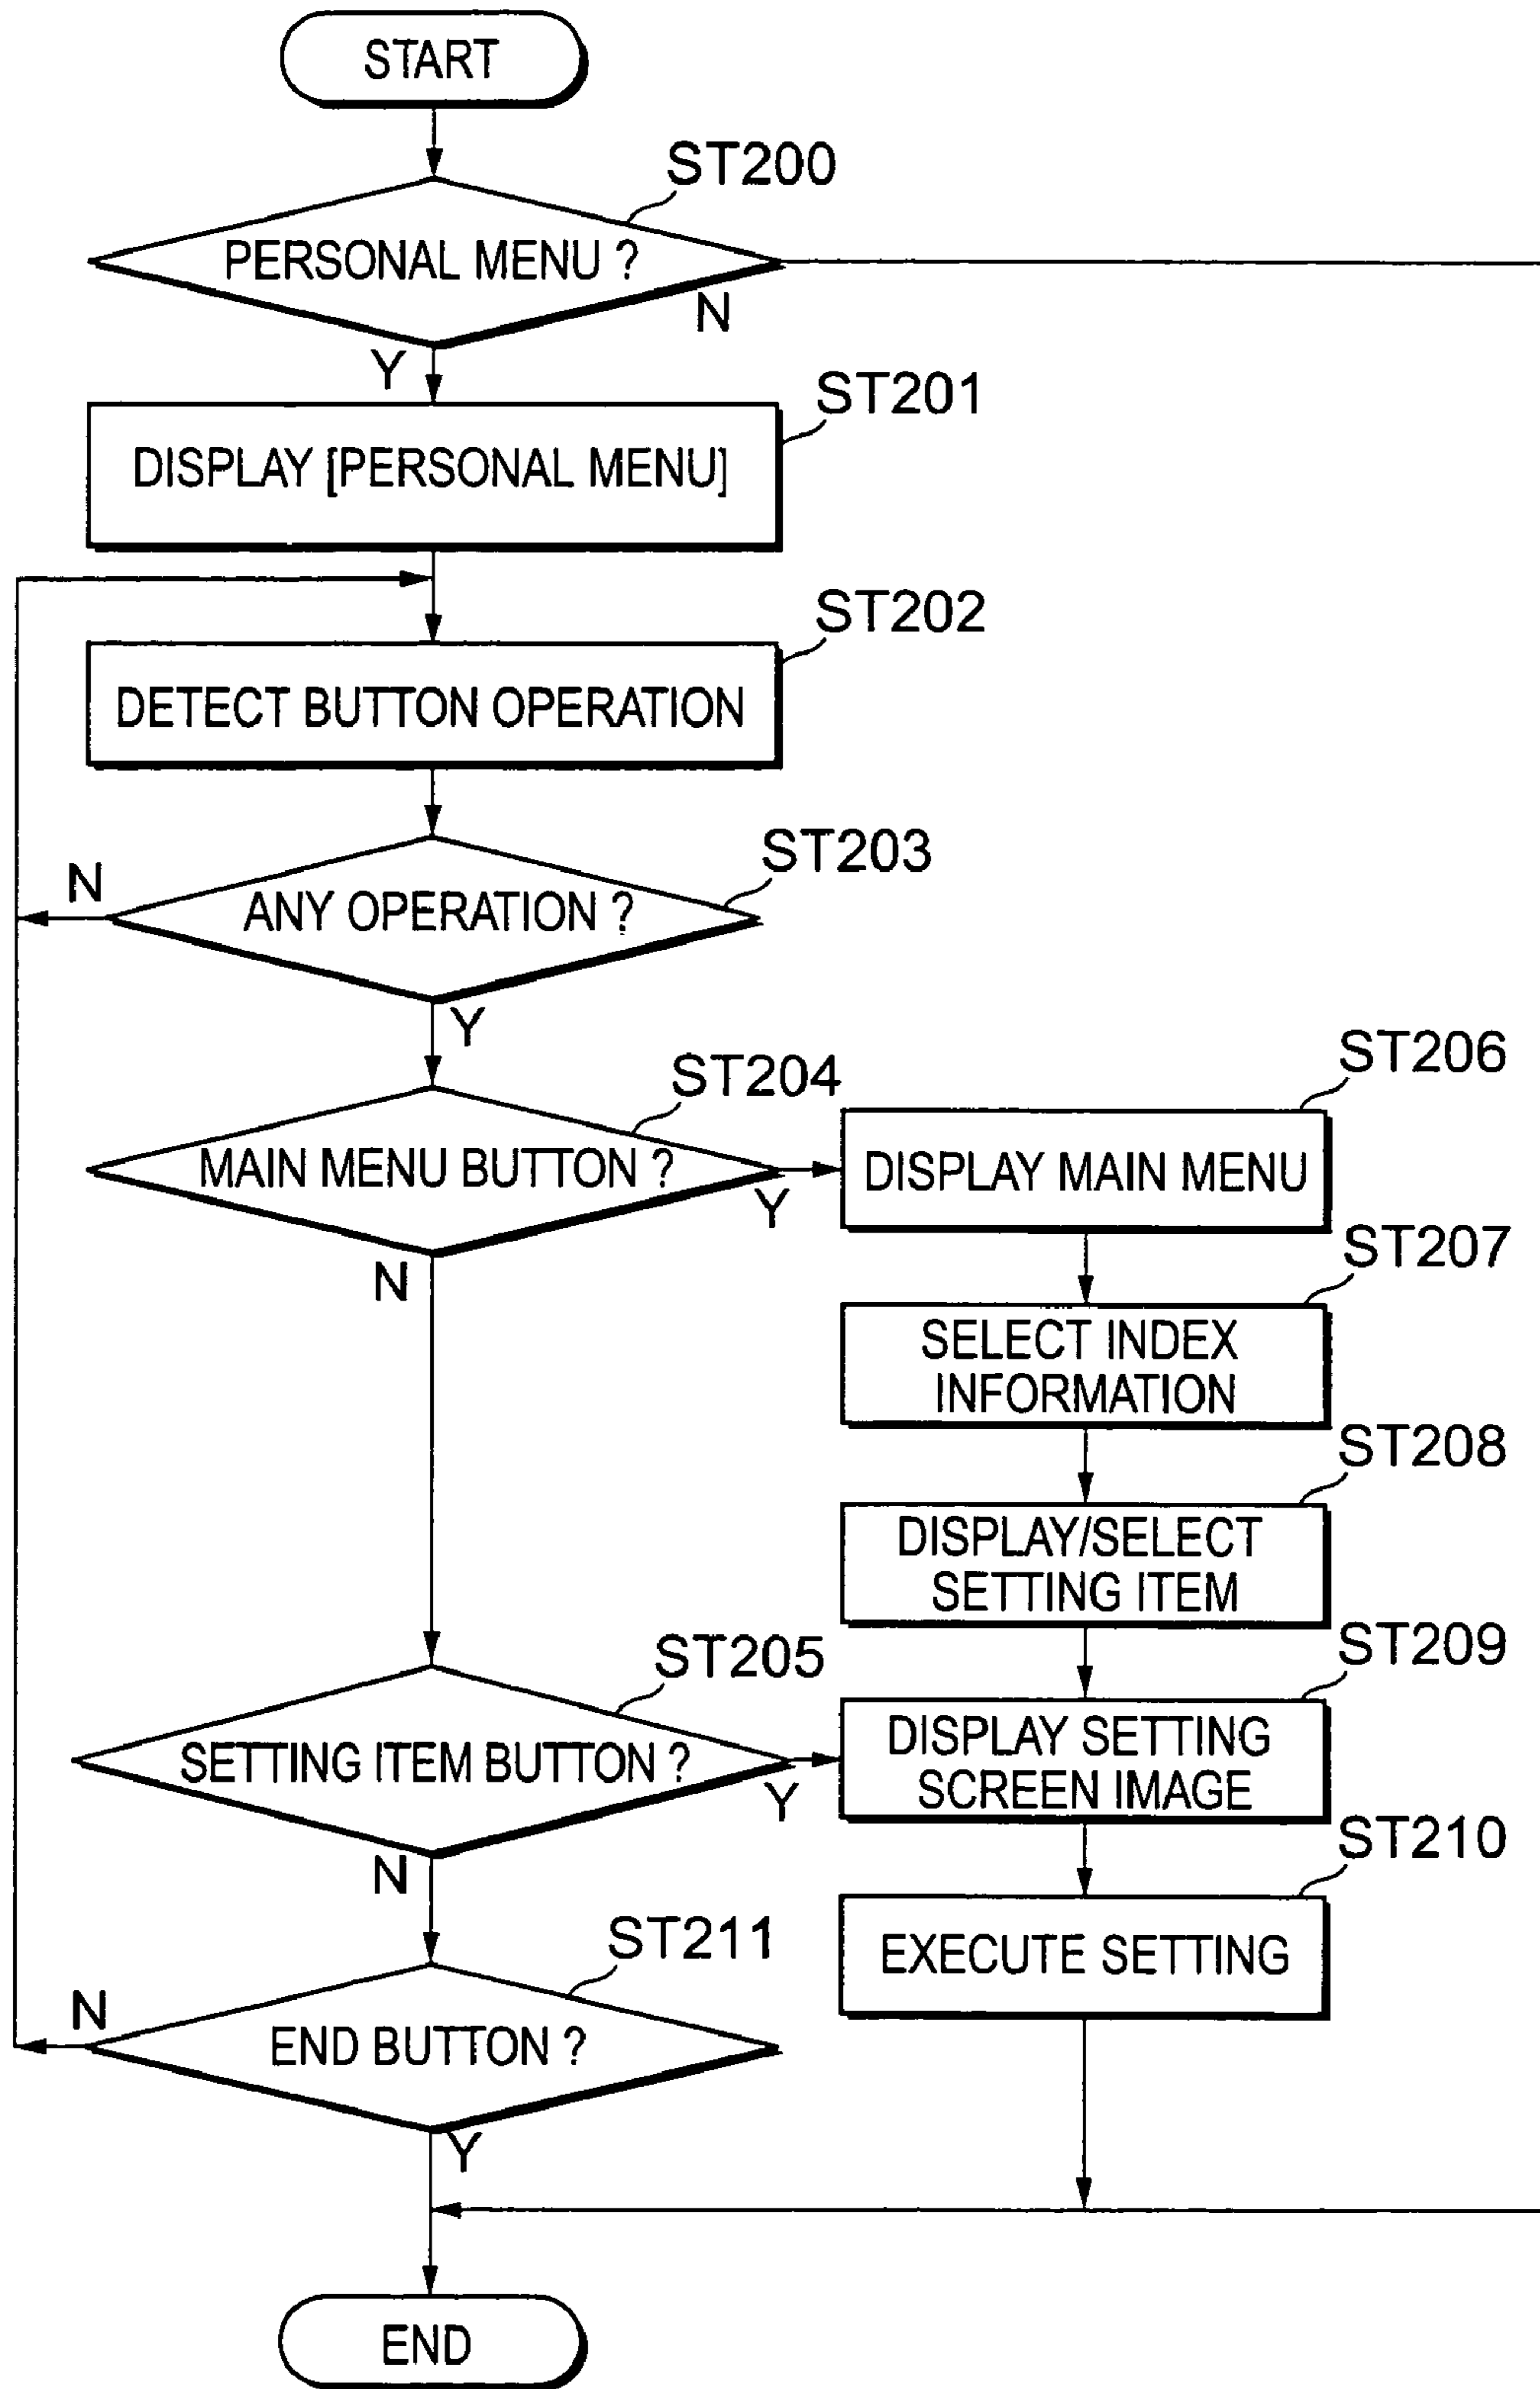 START
ST200
PERSONAL MENU ?
N
Y
ST201
DISPLAY [PERSONAL MENU]
ST202
DETECT BUTTON OPERATION
ST203
N
ANY OPERATION ?
Y
ST204
MAIN MENU BUTTON ?
Y
N
ST206
DISPLAY MAIN MENU
ST207
SELECT INDEX
INFORMATION
ST208
DISPLAY/SELECT
SETTING ITEM
ST205
SETTING ITEM BUTTON ?
Y
N
ST209
DISPLAY SETTING
SCREEN IMAGE
ST210
EXECUTE SETTING
ST211
N
END BUTTON ?
Y
END